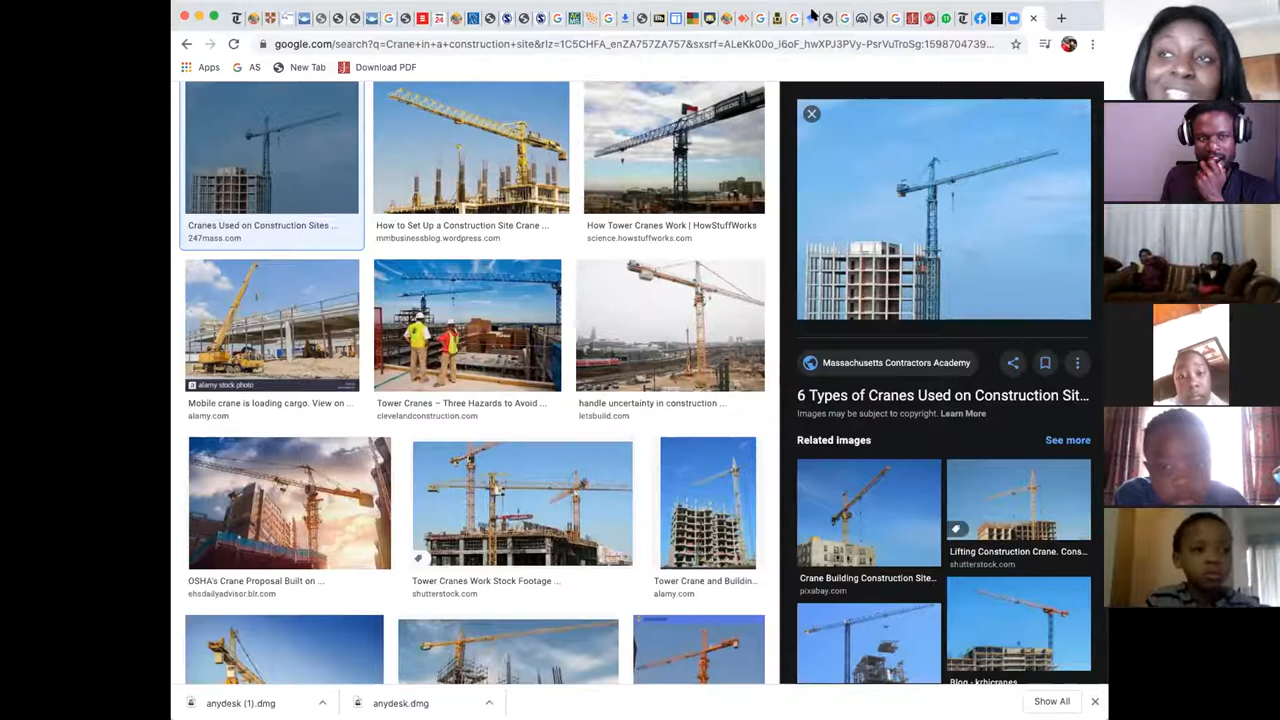 24
google.com/search?q=Crane+in+a+construction+site&rlz=1C5CHFA_enZA757ZA757&sxsrf=ALeKk00o_l6oF_hwXPJ3PVy-PsrVuTroSg:1598704739...
Apps
AS
New Tab
Download PDF
Cranes Used on Construction Sites ...
247mass.com
How to Set Up a Construction Site Crane ...
mmbusinessblog.wordpress.com
How Tower Cranes Work | HowStuffWorks
science.howstuffworks.com
alamy stock photo
Mobile crane is loading cargo. View on ...
alamy.com
Tower Cranes – Three Hazards to Avoid ...
clevelandconstruction.com
handle uncertainty in construction ...
letsbuild.com
OSHA's Crane Proposal Built on ...
ehsdailyadvisor.blr.com
Tower Cranes Work Stock Footage ...
shutterstock.com
Tower Crane and Buildin...
alamy.com
Massachusetts Contractors Academy
6 Types of Cranes Used on Construction Sit...
Images may be subject to copyright. Learn More
Related images
See more
Crane Building Construction Site...
pixabay.com
Lifting Construction Crane. Cons...
shutterstock.com
Blog - krhicranes
anydesk (1).dmg
anydesk.dmg
Show All